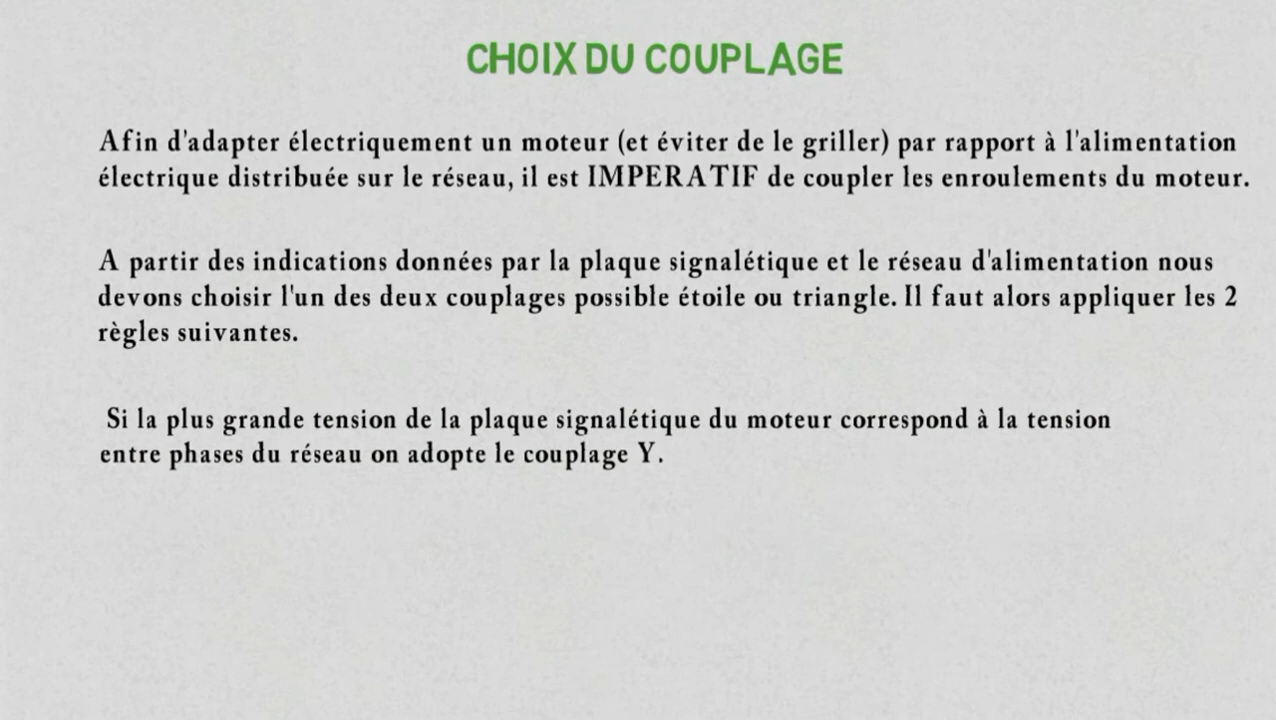 CHOIX DU COUPLAGE
Afin d'adapter électriquement un moteur (et éviter de le griller) par rapport à l'alimentation
électrique distribuée sur le réseau, il est IMPERATIF de coupler les enroulements du moteur.
A partir des indications données par la plaque signalétique et le réseau d'alimentation nous
devons choisir l'un des deux couplages possible étoile ou triangle. Il faut alors appliquer les 2
règles suivantes.
Si la plus grande tension de la plaque signalétique du moteur correspond à la tension
entre phases du réseau on adopte le couplage Y.